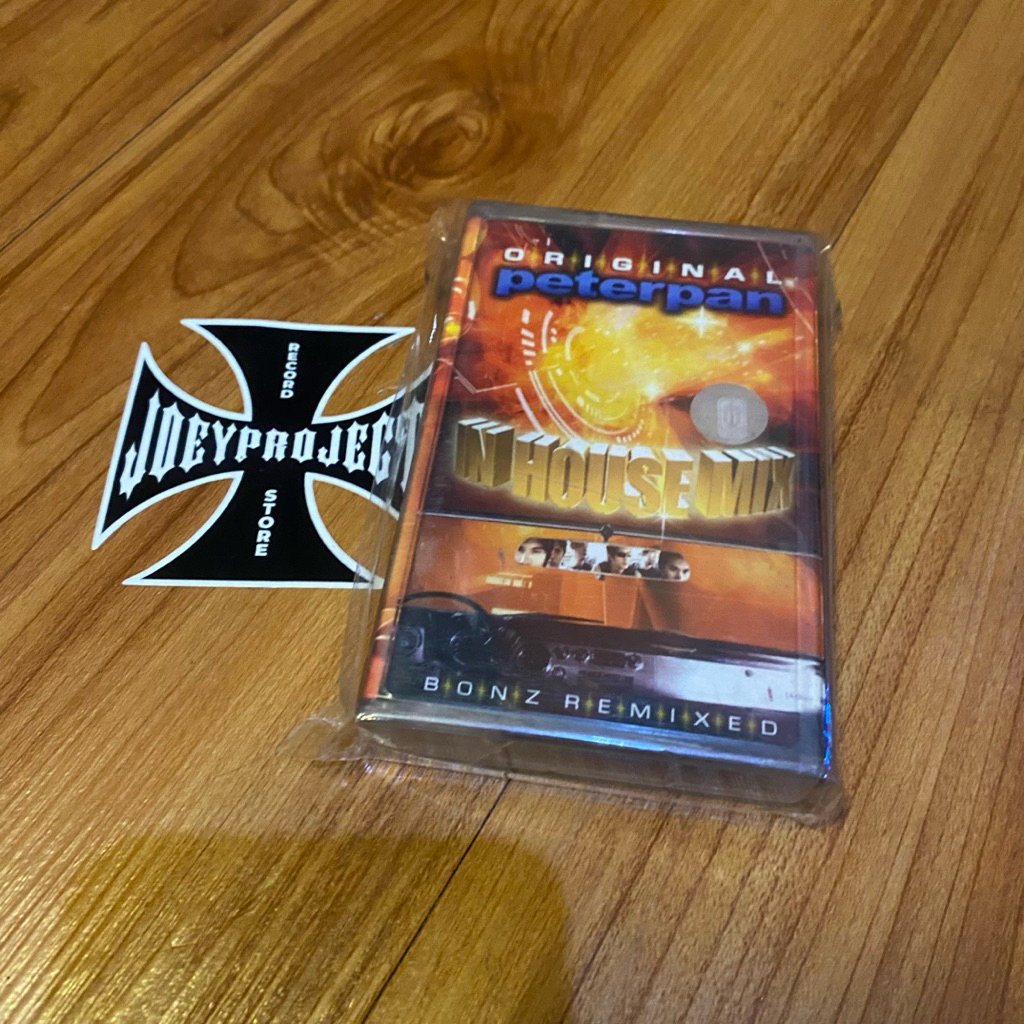 RECORD
JOEYPROJECT
STORE
ORIGINAL
peterpan
IN HOUSE MIX
BONZ REMIXED